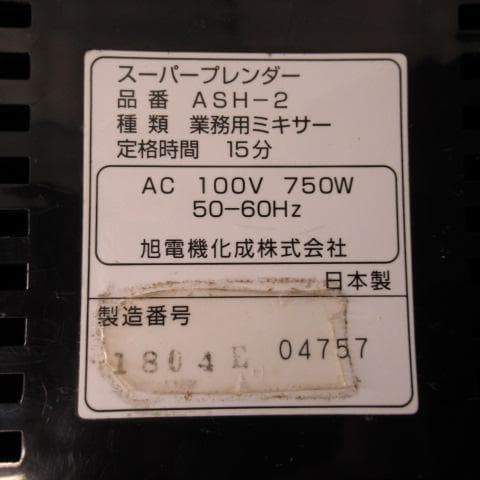 スーパーブレンダー
品番 ASH-2
種類 業務用ミキサー
定格時間 15分
AC 100V 750W
50-60Hz
旭電機化成株式会社
日本製
製造番号
1804E 04757